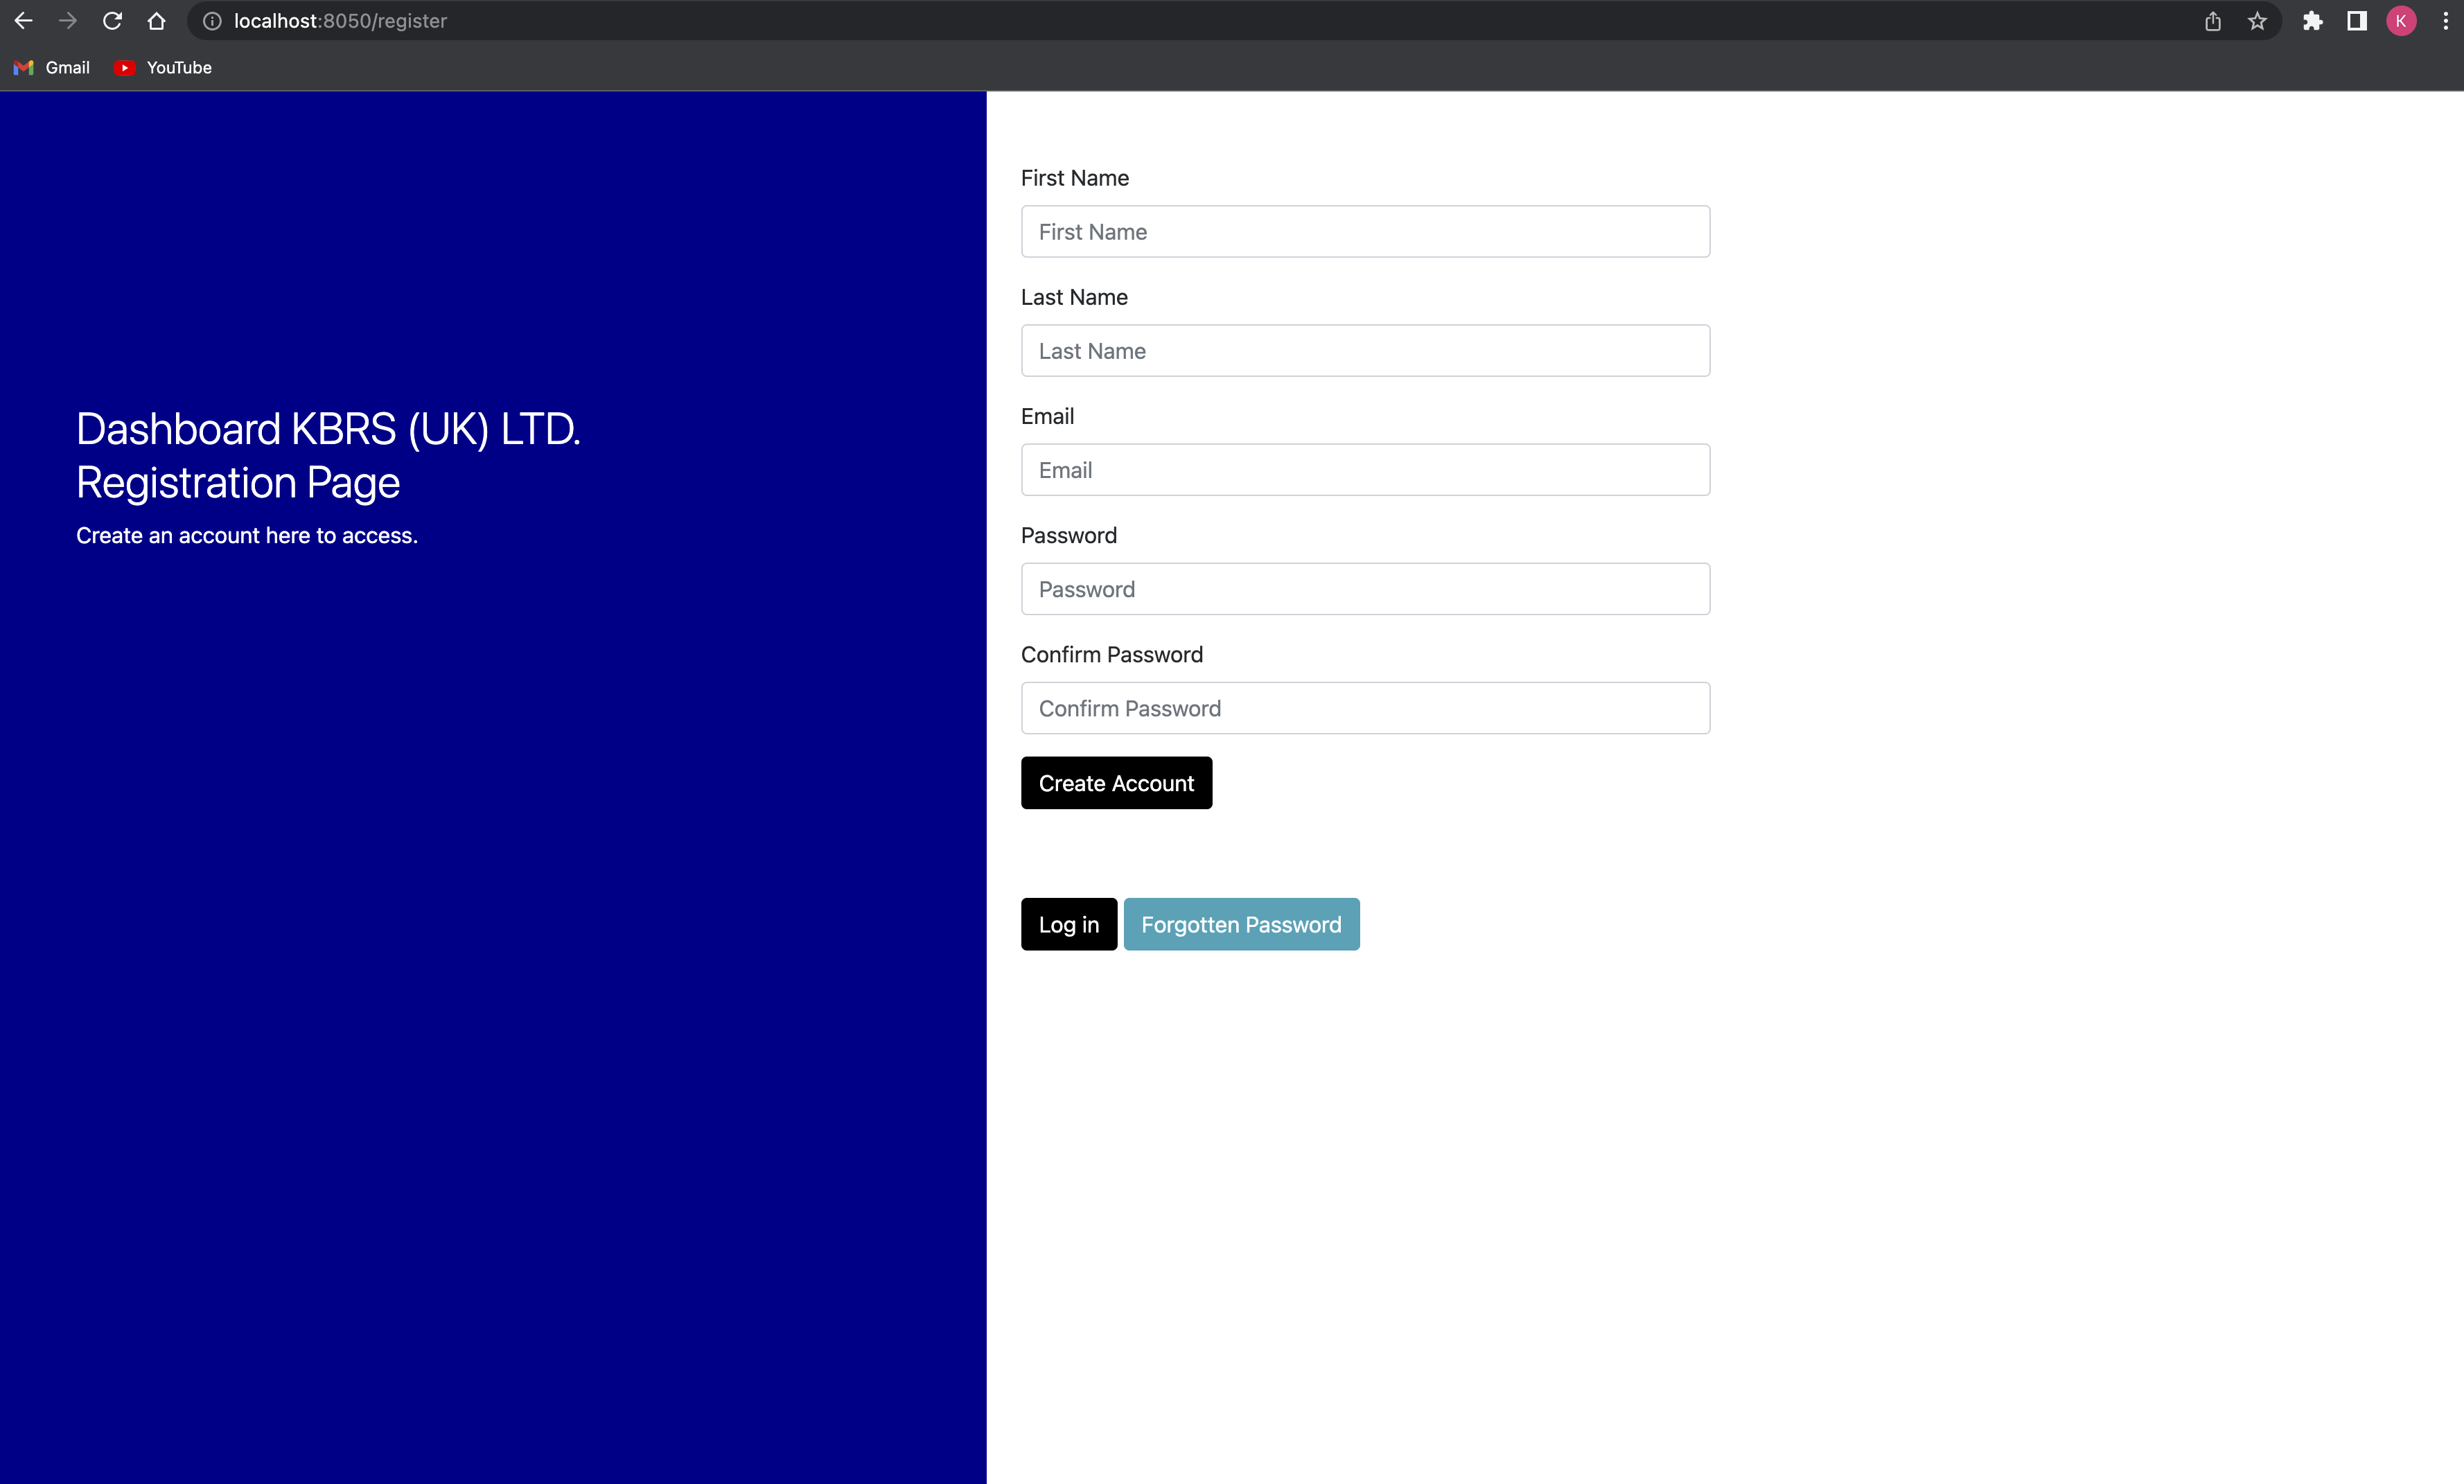 localhost:8050/register
K
Gmail
YouTube
Dashboard KBRS (UK) LTD.
Registration Page
Create an account here to access.
First Name
First Name
Last Name
Last Name
Email
Email
Password
Password
Confirm Password
Confirm Password
Create Account
Log in
Forgotten Password